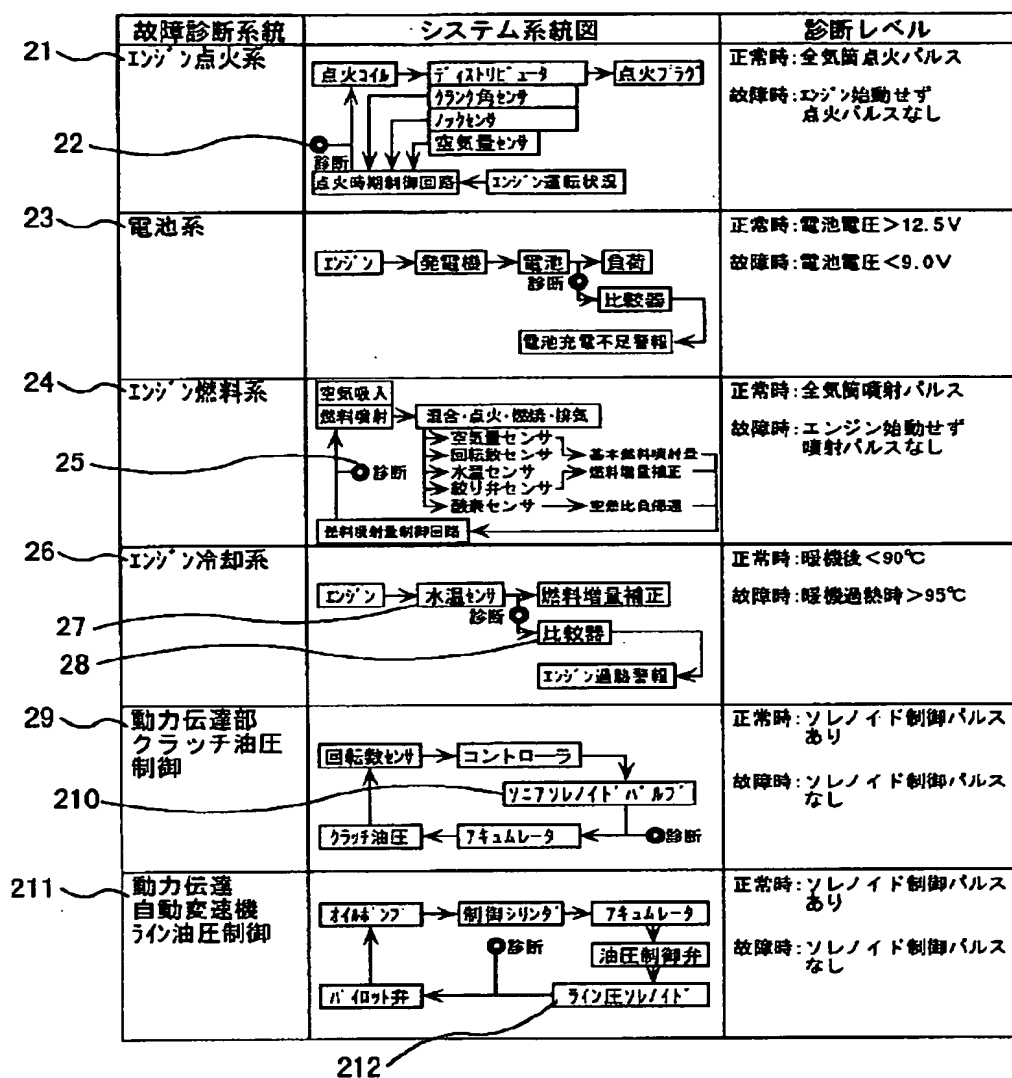 故障診断系統
システム系統図
診断レベル
21
エンジン点火系
点火コイル
ディストリビュータ
点火プラグ
クランク角センサ
ノックセンサ
空気量センサ
22
診断
点火時期制御回路
エンジン運転状況
正常時:全気筒点火パルス
故障時:エンジン始動せず
点火パルスなし
23
電池系
エンジン
発電機
電池
負荷
診断
比較器
電池充電不足警報
正常時:電池電圧>12.5V
故障時:電池電圧<9.0V
24
エンジン燃料系
空気吸入
燃料噴射
混合・点火・燃焼・排気
空気量センサ
回転数センサ
基本燃料噴射量
25
診断
水温センサ
燃料増量補正
絞り弁センサ
酸素センサ
燃料噴射量制御回路
正常時:全気筒噴射パルス
故障時:エンジン始動せず
噴射パルスなし
26
エンジン冷却系
エンジン
水温センサ
燃料増量補正
27
診断
28
比較器
エンジン過熱警報
正常時:暖機後<90℃
故障時:暖機過熱時>95℃
29
動力伝達部
クラッチ油圧
制御
回転数センサ
コントローラ
210
リニアソレノイドバルブ
クラッチ油圧
アキュムレータ
診断
正常時:ソレノイド制御パルス
あり
故障時:ソレノイド制御パルス
なし
211
動力伝達
自動変速機
ライン油圧制御
オイルポンプ
制御シリンダ
アキュムレータ
診断
油圧制御弁
パイロット弁
ライン圧ソレノイド
正常時:ソレノイド制御パルス
あり
故障時:ソレノイド制御パルス
なし
212